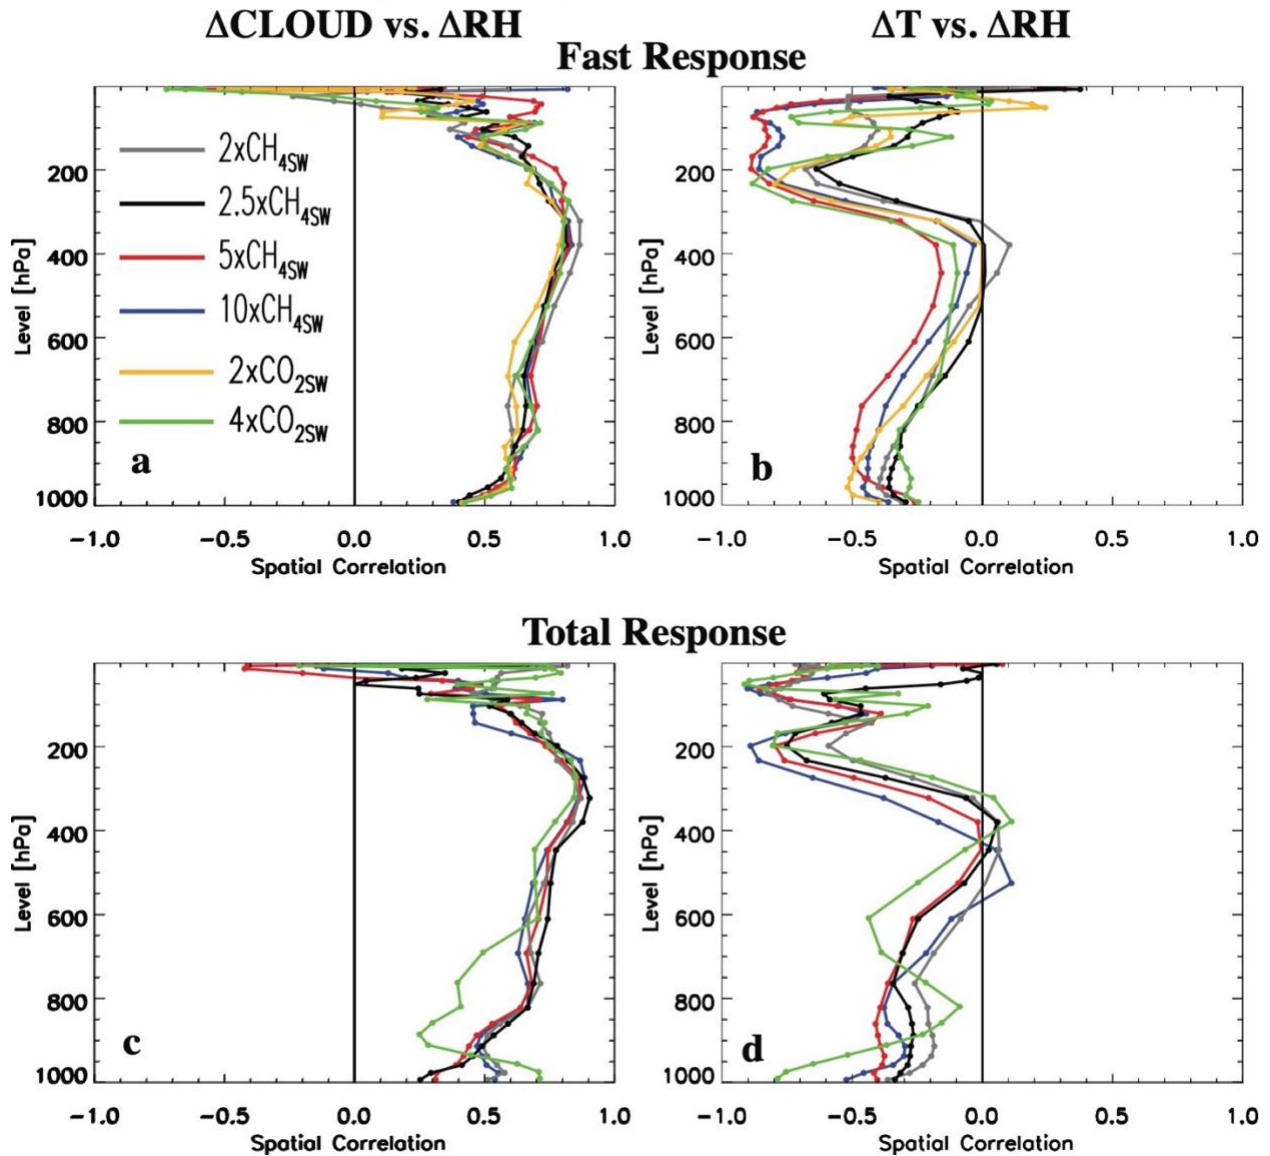 ΔCLOUD vs. ΔRH
ΔT vs. ΔRH
Fast Response
2xCH4SW
2.5xCH4SW
5xCH4SW
10xCH4SW
2xCO2SW
4xCO2SW
200
400
600
800
1000
Level [hPa]
a
-1.0 -0.5 0.0 0.5 1.0
Spatial Correlation
200
400
600
800
1000
Level [hPa]
b
-1.0 -0.5 0.0 0.5 1.0
Spatial Correlation
Total Response
200
400
600
800
1000
Level [hPa]
c
-1.0 -0.5 0.0 0.5 1.0
Spatial Correlation
200
400
600
800
1000
Level [hPa]
d
-1.0 -0.5 0.0 0.5 1.0
Spatial Correlation